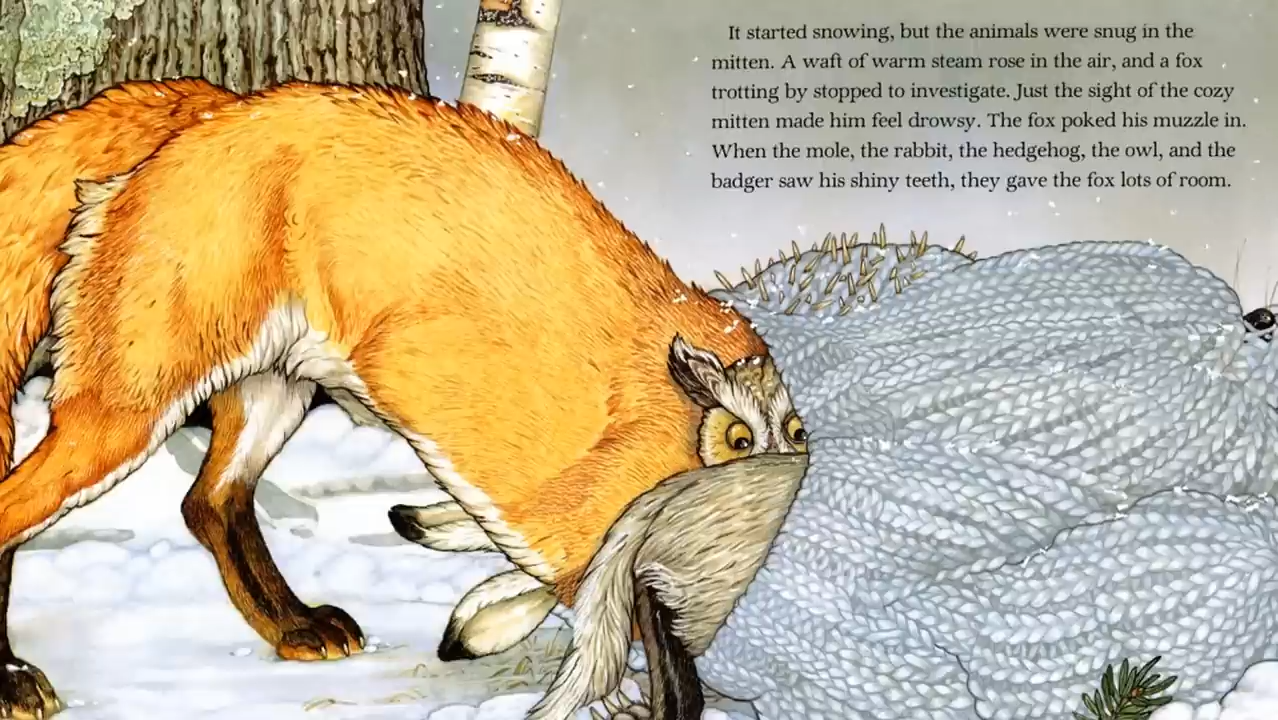 It started snowing, but the animals were snug in the
mitten. A waft of warm steam rose in the air, and a fox
trotting by stopped to investigate. Just the sight of the cozy
mitten made him feel drowsy. The fox poked his muzzle in.
When the mole, the rabbit, the hedgehog, the owl, and the
badger saw his shiny teeth, they gave the fox lots of room.